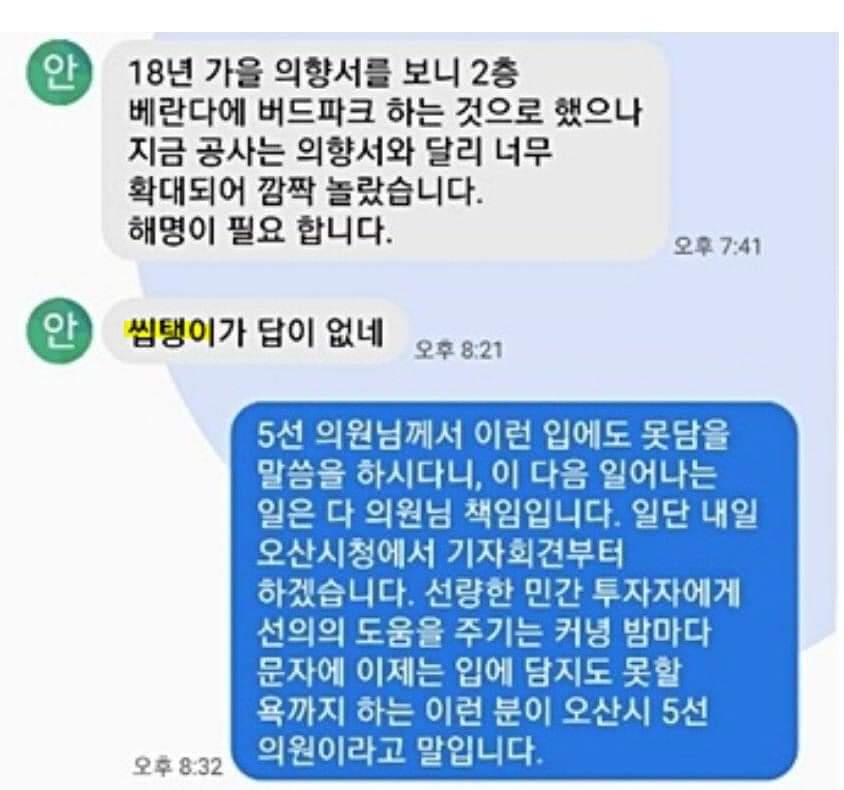 안
18년 가을 의향서를 보니 2층
베란다에 버드파크 하는 것으로 했으나
지금 공사는 의향서와 달리 너무
확대되어 깜짝 놀랐습니다.
해명이 필요 합니다.
오후 7:41
안
씹탱이가 답이 없네
오후 8:21
5선 의원님께서 이런 입에도 못담을
말씀을 하시다니, 이 다음 일어나는
일은 다 의원님 책임입니다. 일단 내일
오산시청에서 기자회견부터
하겠습니다. 선량한 민간 투자자에게
선의의 도움을 주기는 커녕 밤마다
문자에 이제는 입에 담지도 못할
욕까지 하는 이런 분이 오산시 5선
의원이라고 말입니다.
오후 8:32